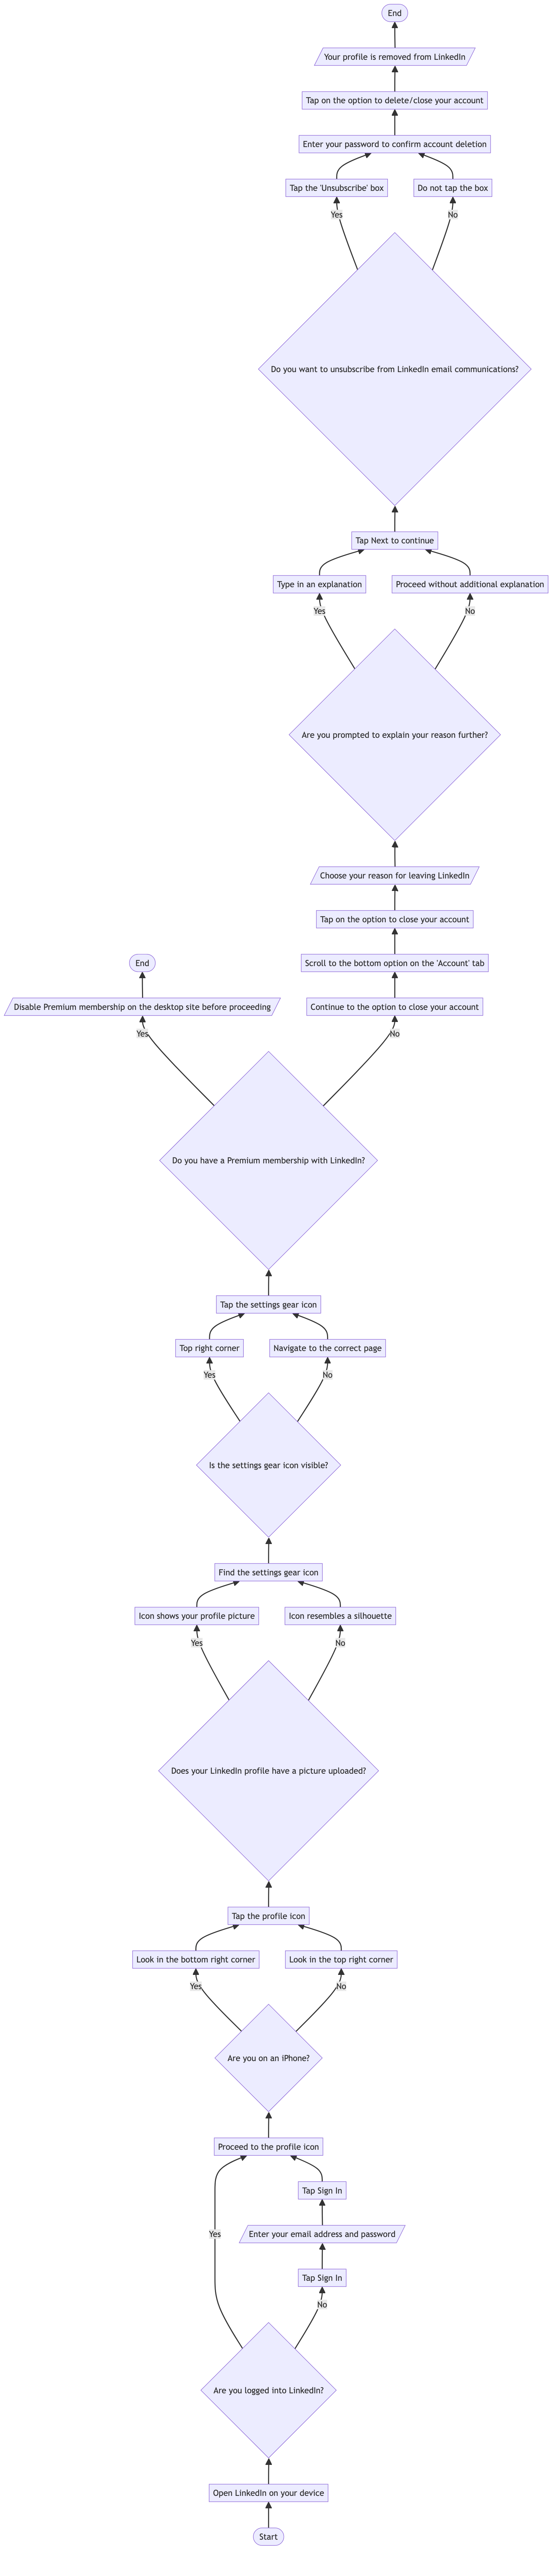 End
Your profile is removed from LinkedIn
Tap on the option to delete/close your account
Enter your password to confirm account deletion
Tap the 'Unsubscribe' box
Do not tap the box
Yes
No
Do you want to unsubscribe from LinkedIn email communications?
Tap Next to continue
Type in an explanation
Proceed without additional explanation
Yes
No
Are you prompted to explain your reason further?
Choose your reason for leaving LinkedIn
Tap on the option to close your account
End
Scroll to the bottom option on the 'Account' tab
Disable Premium membership on the desktop site before proceeding
Continue to the option to close your account
Yes
No
Do you have a Premium membership with LinkedIn?
Tap the settings gear icon
Top right corner
Navigate to the correct page
Yes
No
Is the settings gear icon visible?
Find the settings gear icon
Icon shows your profile picture
Icon resembles a silhouette
Yes
No
Does your LinkedIn profile have a picture uploaded?
Tap the profile icon
Look in the bottom right corner
Look in the top right corner
Yes
No
Are you on an iPhone?
Proceed to the profile icon
Tap Sign In
Yes
Enter your email address and password
Tap Sign In
No
Are you logged into LinkedIn?
Open LinkedIn on your device
Start